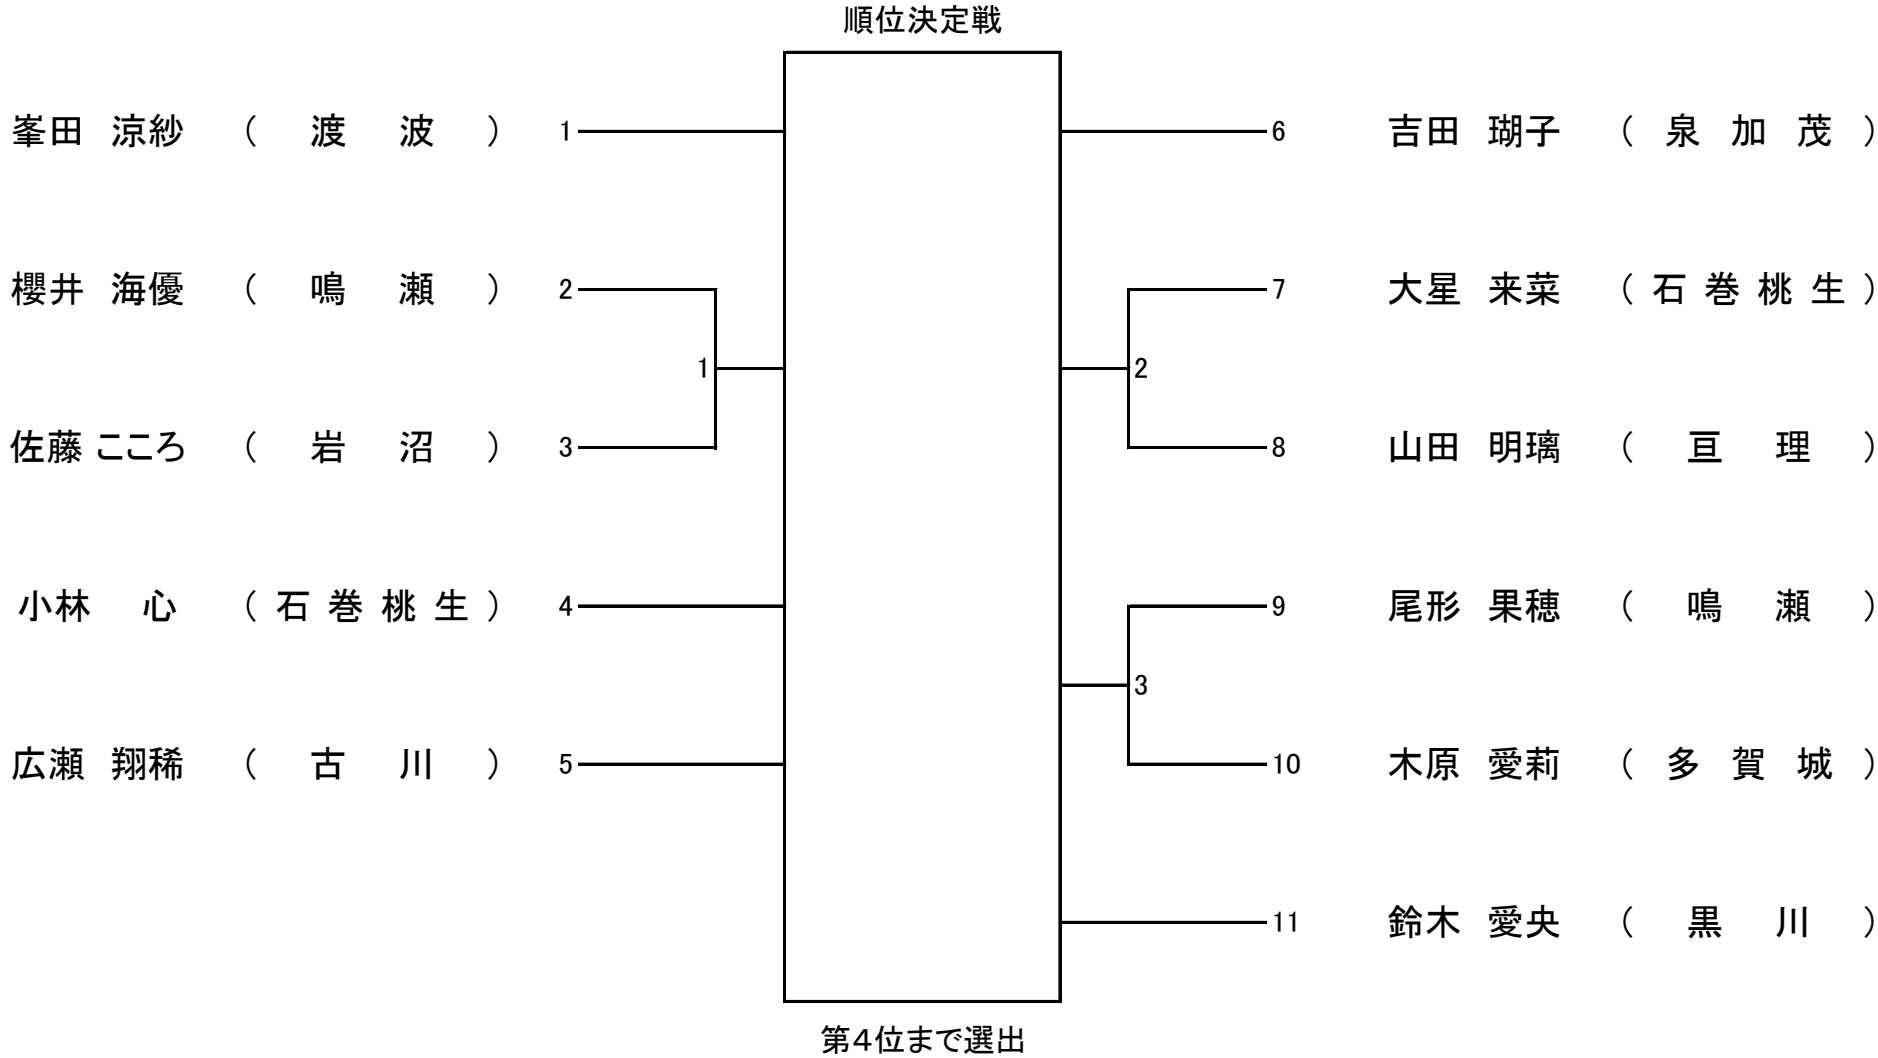 順位決定戦
峯田 涼紗 ( 渡 波 ) 1
6 吉田 瑚子 ( 泉 加 茂 )
櫻井 海優 ( 鳴 瀬 ) 2
7 大星 来菜 ( 石 巻 桃 生 )
1
2
佐藤 こころ ( 岩 沼 ) 3
8 山田 明璃 ( 亘 理 )
小林 心 ( 石 巻 桃 生 ) 4
9 尾形 果穂 ( 鳴 瀬 )
3
広瀬 翔稀 ( 古 川 ) 5
10 木原 愛莉 ( 多 賀 城 )
11 鈴木 愛央 ( 黒 川 )
第4位まで選出